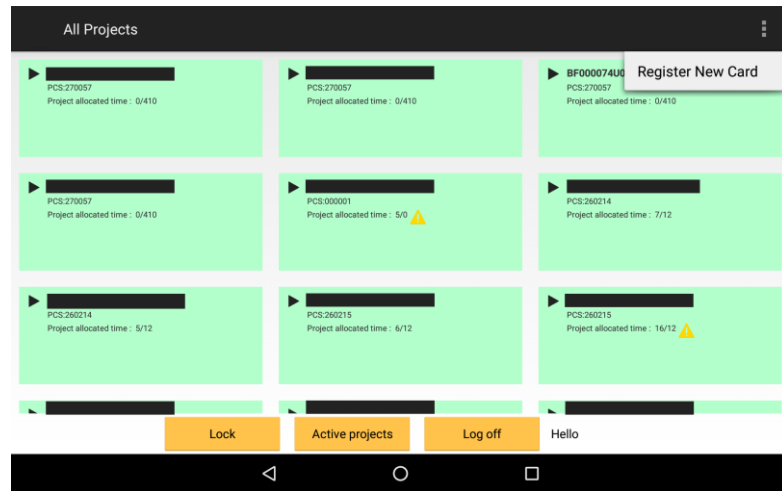 All Projects
Register New Card
PCS:270057
Project allocated time : 0/410
PCS:270057
Project allocated time : 0/410
BF000074U0
PCS:270057
Project allocated time : 0/410
PCS:270057
Project allocated time : 0/410
PCS:000001
Project allocated time : 5/0
PCS:260214
Project allocated time : 7/12
PCS:260214
Project allocated time : 5/12
PCS:260215
Project allocated time : 6/12
PCS:260215
Project allocated time : 16/12
Lock
Active projects
Log off
Hello